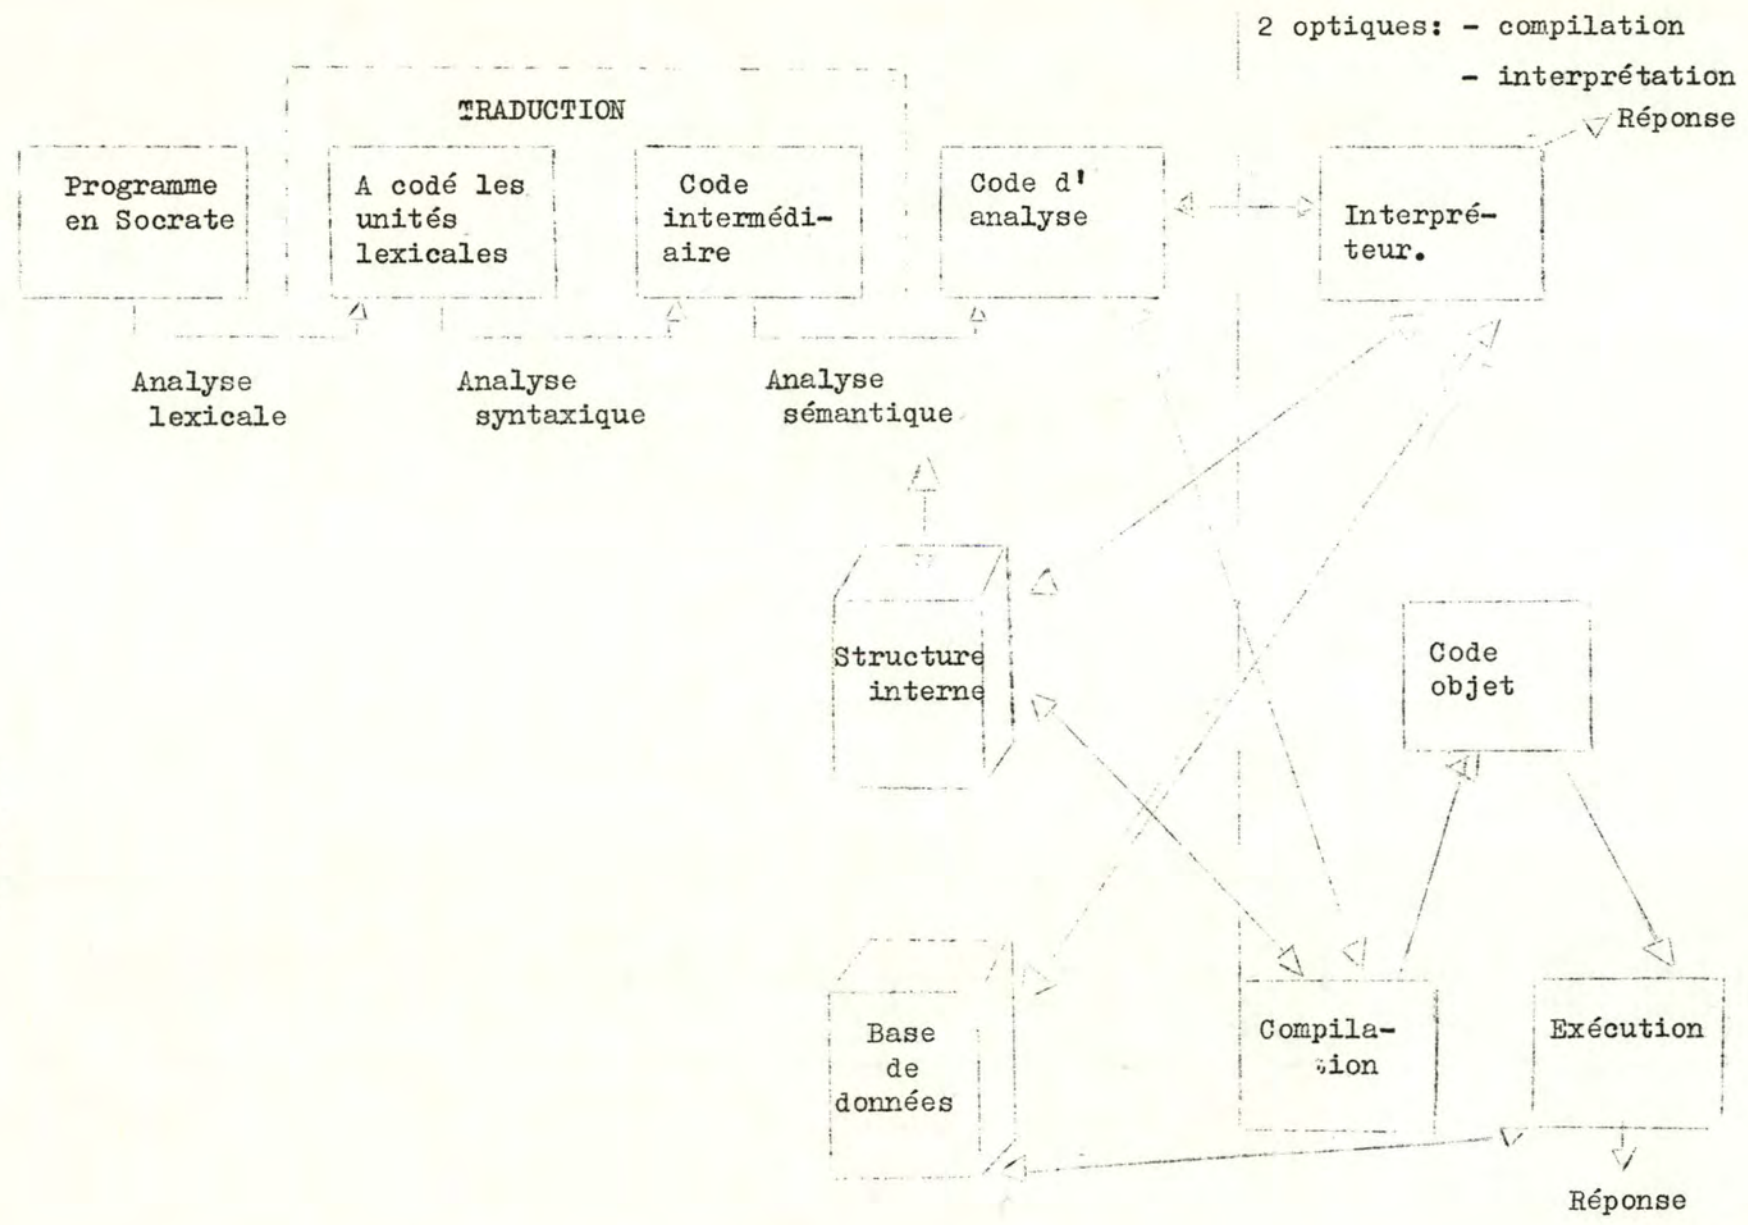 2 optiques: - compilation
- interprétation
Réponse
TRADUCTION
Programme
en Socrate
A codé les
unités
lexicales
Code
intermédi-
aire
Code d'
analyse
Interpré-
teur.
Analyse
lexicale
Analyse
syntaxique
Analyse
sémantique
Structure
interne
Code
objet
Base
de
données
Compila-
tion
Exécution
Réponse